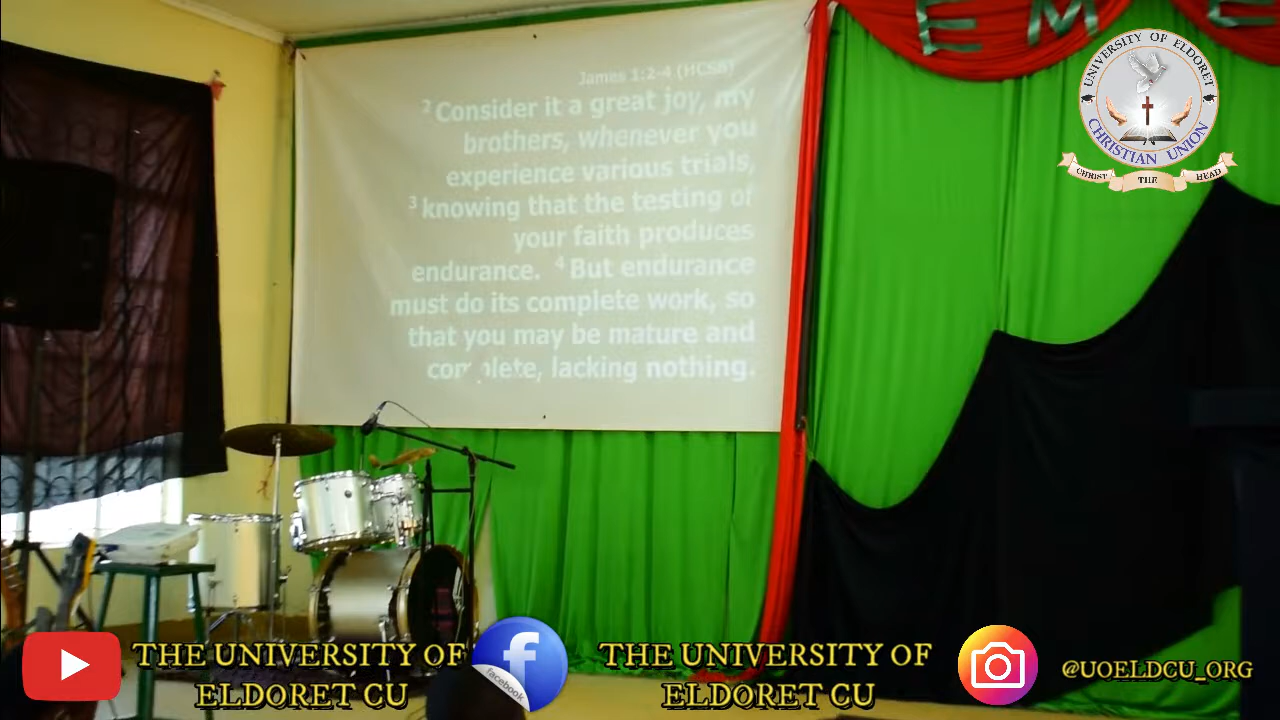 E M E
James 1:2-4 (HCSB)
2 Consider it a great joy, my
brothers, whenever you
experience various trials,
3 knowing that the testing of
your faith produces
endurance. 4 But endurance
must do its complete work, so
that you may be mature and
complete, lacking nothing.
UNIVERSITY OF ELDORET
CHRISTIAN UNION
CHRIST THE HEAD
THE UNIVERSITY OF
ELDORET CU
facebook
THE UNIVERSITY OF
ELDORET CU
@UOELDCU_ORG